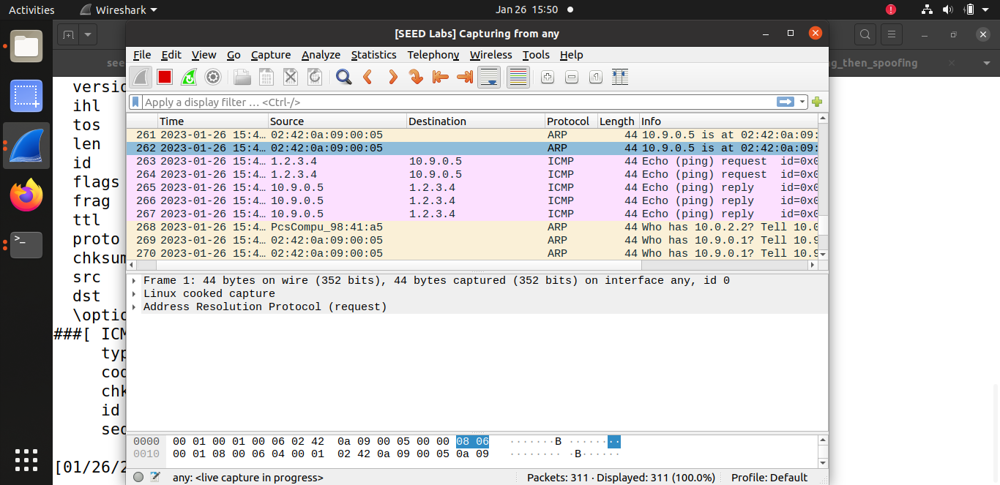 Activities Wireshark Jan 26 15:50
[SEED Labs] Capturing from any
File Edit View Go Capture Analyze Statistics Telephony Wireless Tools Help
see
g_then_spoofing
Apply a display filter … <Ctrl-/>
Time Source Destination Protocol Length Info
261 2023-01-26 15:4… 02:42:0a:09:00:05 ARP 44 10.9.0.5 is at 02:42:0a:09:
262 2023-01-26 15:4… 02:42:0a:09:00:05 ARP 44 10.9.0.5 is at 02:42:0a:09:
263 2023-01-26 15:4… 1.2.3.4 10.9.0.5 ICMP 44 Echo (ping) request id=0x0
264 2023-01-26 15:4… 1.2.3.4 10.9.0.5 ICMP 44 Echo (ping) request id=0x0
265 2023-01-26 15:4… 10.9.0.5 1.2.3.4 ICMP 44 Echo (ping) reply id=0x0
266 2023-01-26 15:4… 10.9.0.5 1.2.3.4 ICMP 44 Echo (ping) reply id=0x0
267 2023-01-26 15:4… 10.9.0.5 1.2.3.4 ICMP 44 Echo (ping) reply id=0x0
268 2023-01-26 15:4… PcsCompu_98:41:a5 ARP 44 Who has 10.0.2.2? Tell 10.0
269 2023-01-26 15:4… 02:42:0a:09:00:05 ARP 44 Who has 10.9.0.1? Tell 10.9
270 2023-01-26 15:4… 02:42:0a:09:00:05 ARP 44 Who has 10.9.0.1? Tell 10.9
Frame 1: 44 bytes on wire (352 bits), 44 bytes captured (352 bits) on interface any, id 0
Linux cooked capture
Address Resolution Protocol (request)
0000 00 01 00 01 00 06 02 42 0a 09 00 05 00 00 08 06 ·······B ········
0010 00 01 08 00 06 04 00 01 02 42 0a 09 00 05 0a 09 ········ ·B······
any: <live capture in progress> Packets: 311 · Displayed: 311 (100.0%) Profile: Default
versio
ihl
tos
len
id
flags
frag
ttl
proto
chksum
src
dst
\optio
###[ ICM
typ
cod
chk
id
seq
[01/26/2